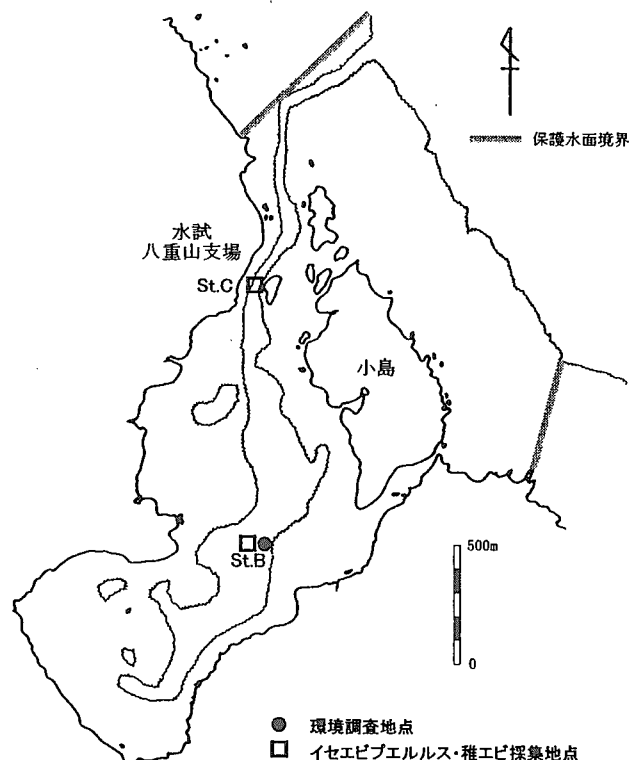 保護水面境界
水試
八重山支場
St.C
小島
St.B
500m
0
環境調査地点
イセエビプエルルス・稚エビ採集地点